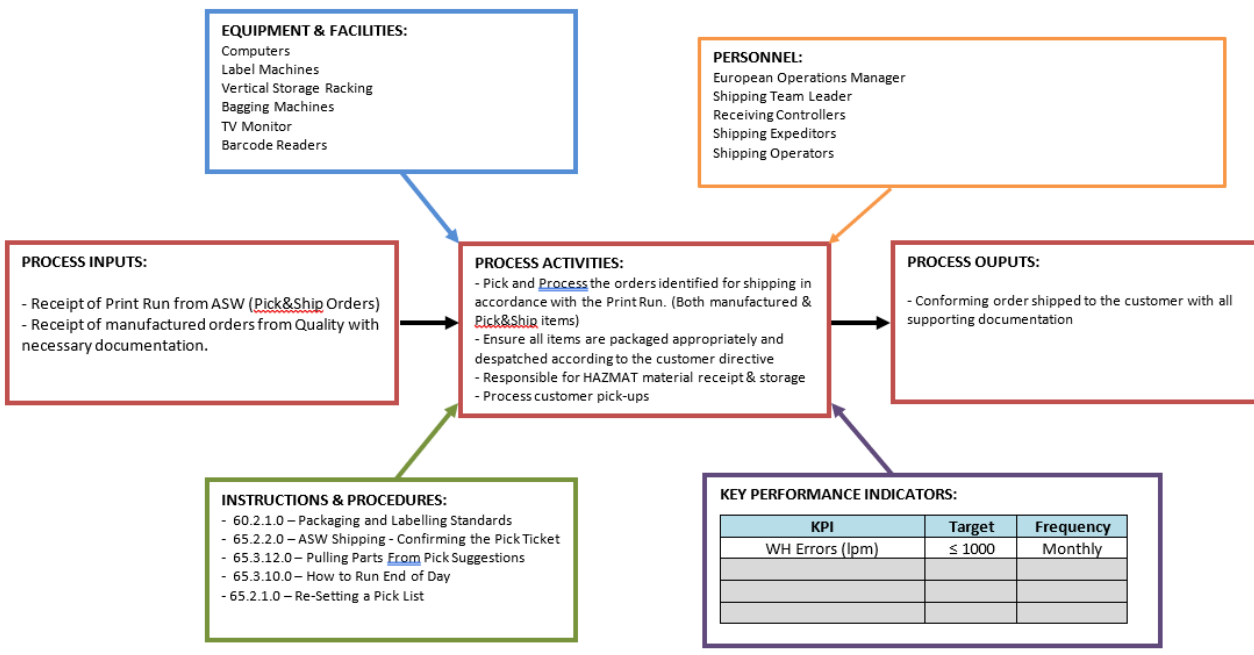 EQUIPMENT & FACILITIES:
Computers
Label Machines
Vertical Storage Racking
Bagging Machines
TV Monitor
Barcode Readers
PERSONNEL:
European Operations Manager
Shipping Team Leader
Receiving Controllers
Shipping Expeditors
Shipping Operators
PROCESS INPUTS:
- Receipt of Print Run from ASW (Pick&Ship Orders)
- Receipt of manufactured orders from Quality with
necessary documentation.
PROCESS ACTIVITIES:
- Pick and Process the orders identified for shipping in
accordance with the Print Run. (Both manufactured &
Pick&Ship items)
- Ensure all items are packaged appropriately and
despatched according to the customer directive
- Responsible for HAZMAT material receipt & storage
- Process customer pick-ups
PROCESS OUPUTS:
- Conforming order shipped to the customer with all
supporting documentation
INSTRUCTIONS & PROCEDURES:
- 60.2.1.0 – Packaging and Labelling Standards
- 65.2.2.0 – ASW Shipping - Confirming the Pick Ticket
- 65.3.12.0 – Pulling Parts From Pick Suggestions
- 65.3.10.0 – How to Run End of Day
- 65.2.1.0 – Re-Setting a Pick List
KEY PERFORMANCE INDICATORS:
KPI Target Frequency
WH Errors (lpm) ≤ 1000 Monthly